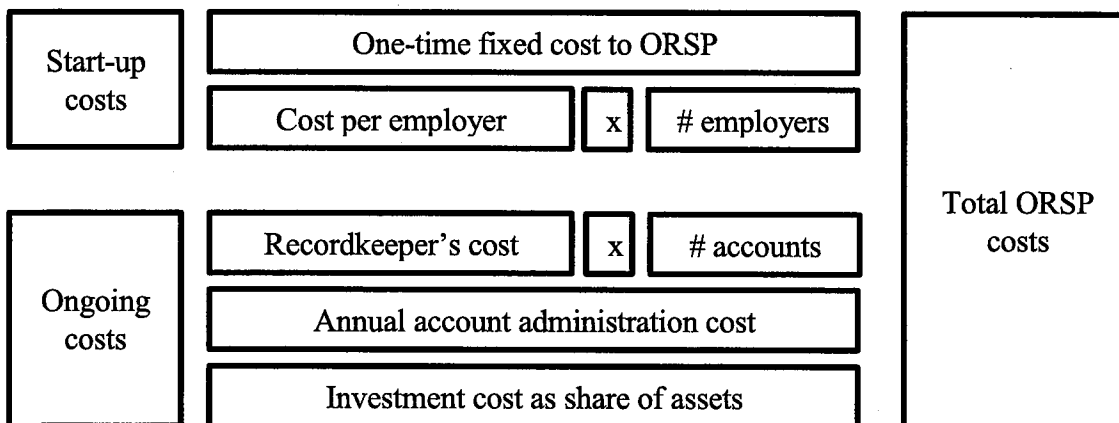 Start-up
costs
One-time fixed cost to ORSP
Cost per employer
x
# employers
Ongoing
costs
Recordkeeper's cost
x
# accounts
Annual account administration cost
Investment cost as share of assets
Total ORSP
costs